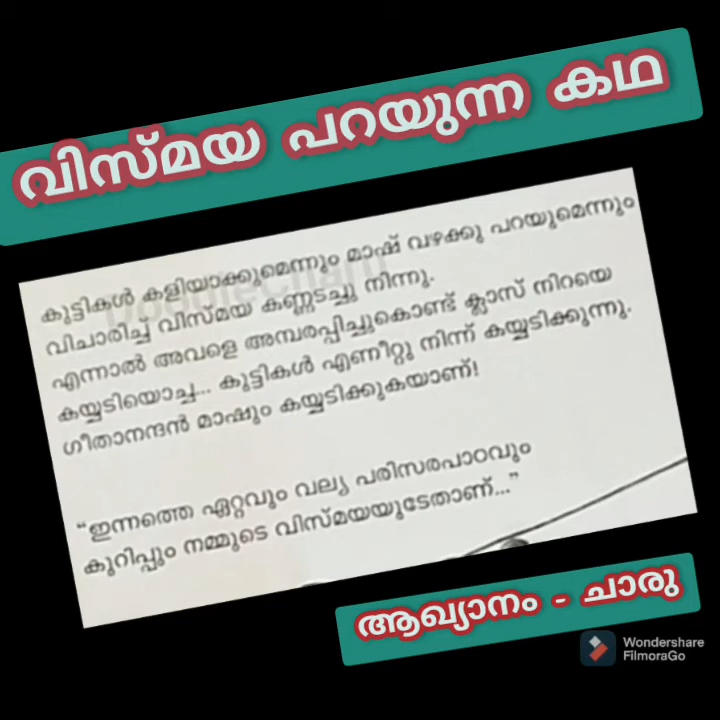 വിസ്മയ പറയുന്ന കഥ
കുട്ടികൾ കളിയാക്കുമെന്നും മാഷ് വഴക്കു പറയുമെന്നും
വിചാരിച്ച് വിസ്മയ കണ്ണടച്ചു നിന്നു.
എന്നാൽ അവളെ അമ്പരപ്പിച്ചുകൊണ്ട് ക്ലാസ് നിറയെ
കയ്യടിയൊച്ച... കുട്ടികൾ എണീറ്റു നിന്ന് കയ്യടിക്കുന്നു.
ഗീതാനന്ദൻ മാഷും കയ്യടിക്കുകയാണ്!
“ഇന്നത്തെ ഏറ്റവും വല്യ പരിസരപാഠവും
കുറിപ്പും നമ്മുടെ വിസ്മയയുടേതാണ്...”
ആഖ്യാനം - ചാരു
Wondershare
FilmoraGo